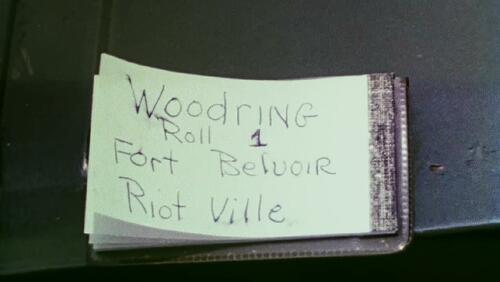 Woodring
Roll 1
Fort Belvoir
Riot Ville